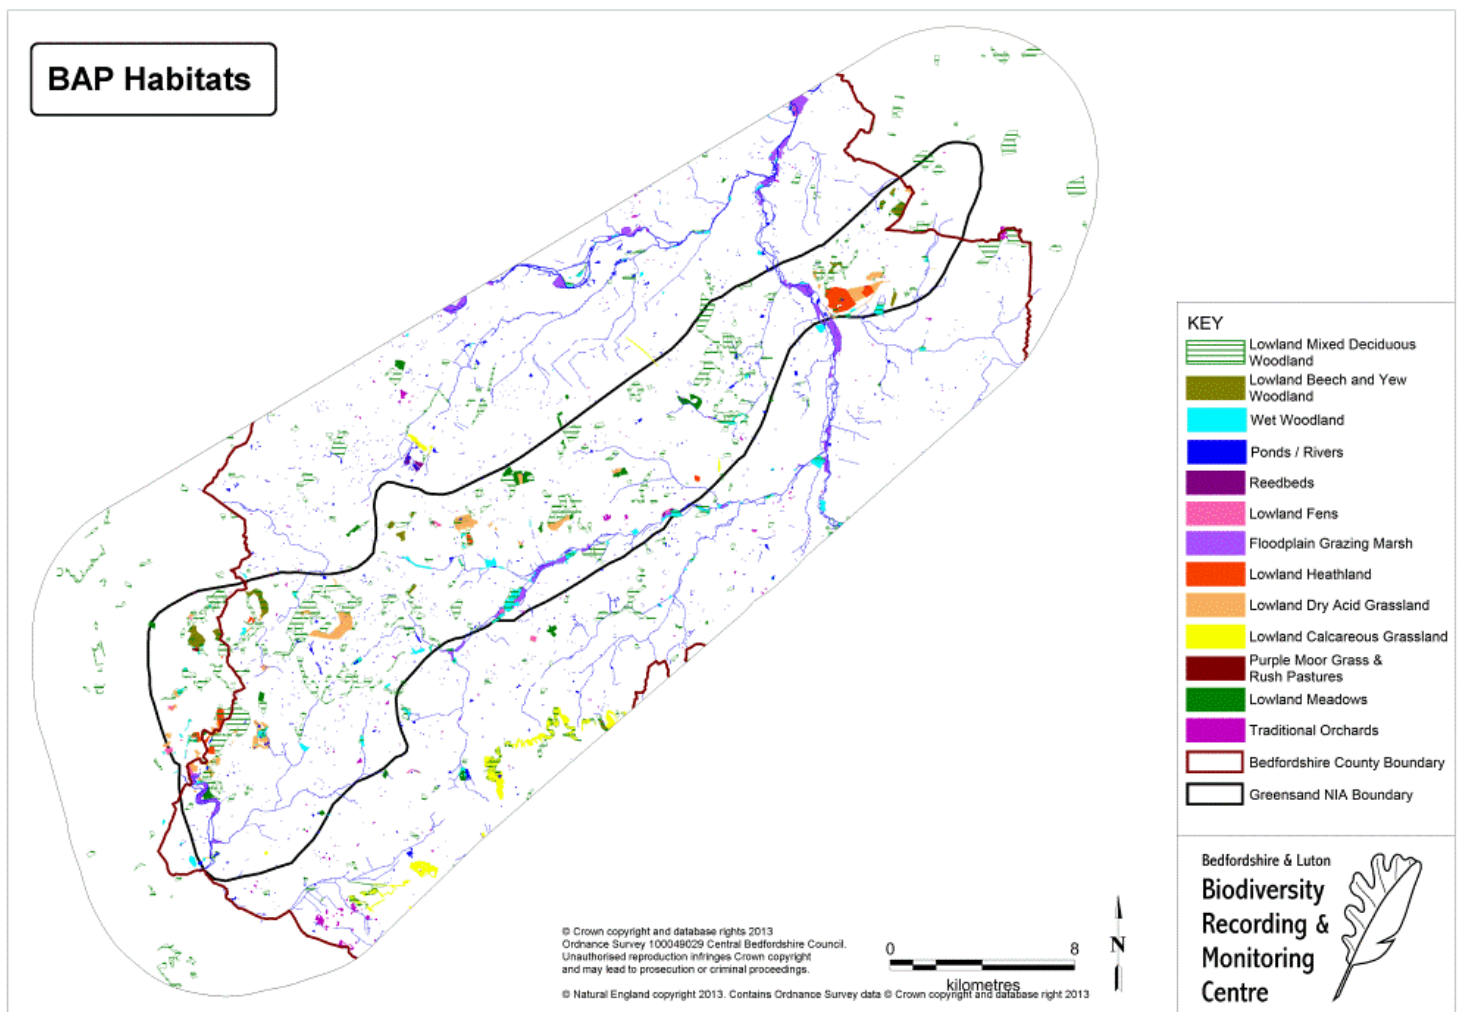 BAP Habitats
KEY
Lowland Mixed Deciduous
Woodland
Lowland Beech and Yew
Woodland
Wet Woodland
Ponds / Rivers
Reedbeds
Lowland Fens
Floodplain Grazing Marsh
Lowland Heathland
Lowland Dry Acid Grassland
Lowland Calcareous Grassland
Purple Moor Grass &
Rush Pastures
Lowland Meadows
Traditional Orchards
Bedfordshire County Boundary
Greensand NIA Boundary
Bedfordshire & Luton
Biodiversity
Recording &
Monitoring
Centre
© Crown copyright and database rights 2013
Ordnance Survey 100049029 Central Bedfordshire Council.
Unauthorised reproduction infringes Crown copyright
and may lead to prosecution or criminal proceedings.
© Natural England copyright 2013. Contains Ordnance Survey data © Crown copyright and database right 2013
0 8
kilometres
N